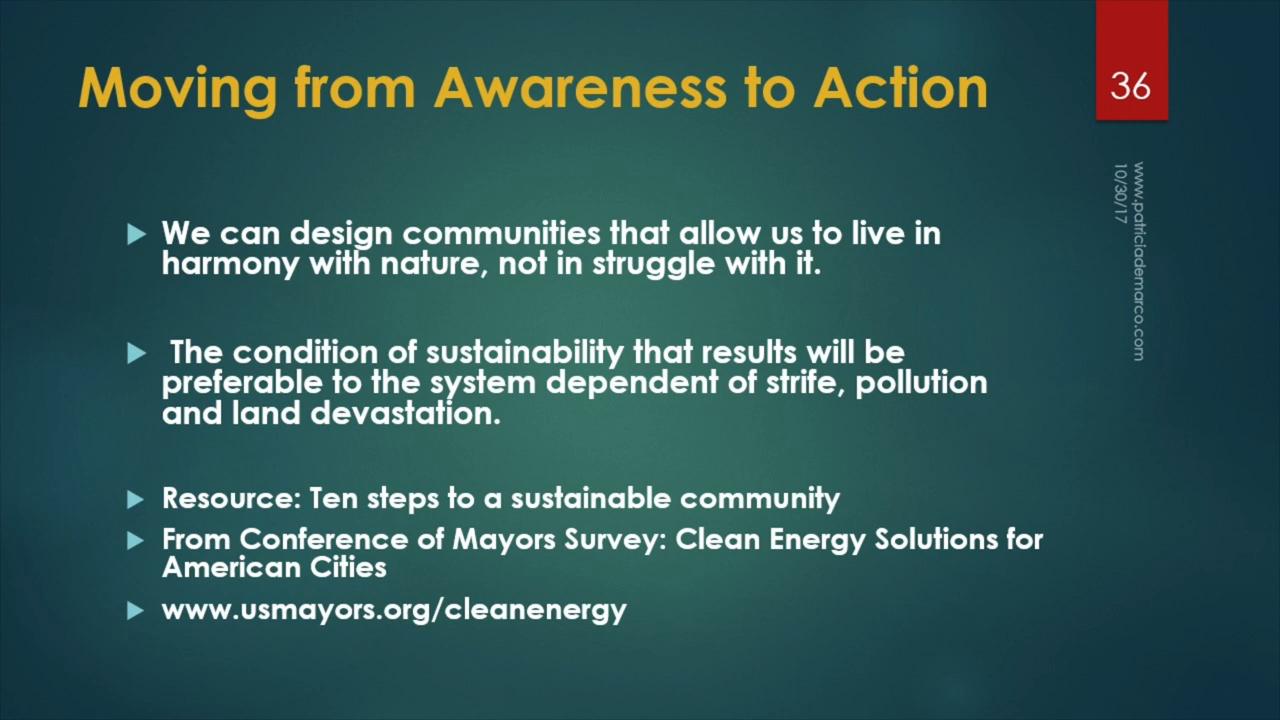 Moving from Awareness to Action
36
www.patriciademarco.com
10/30/17
We can design communities that allow us to live in
harmony with nature, not in struggle with it.
The condition of sustainability that results will be
preferable to the system dependent of strife, pollution
and land devastation.
Resource: Ten steps to a sustainable community
From Conference of Mayors Survey: Clean Energy Solutions for
American Cities
www.usmayors.org/cleanenergy